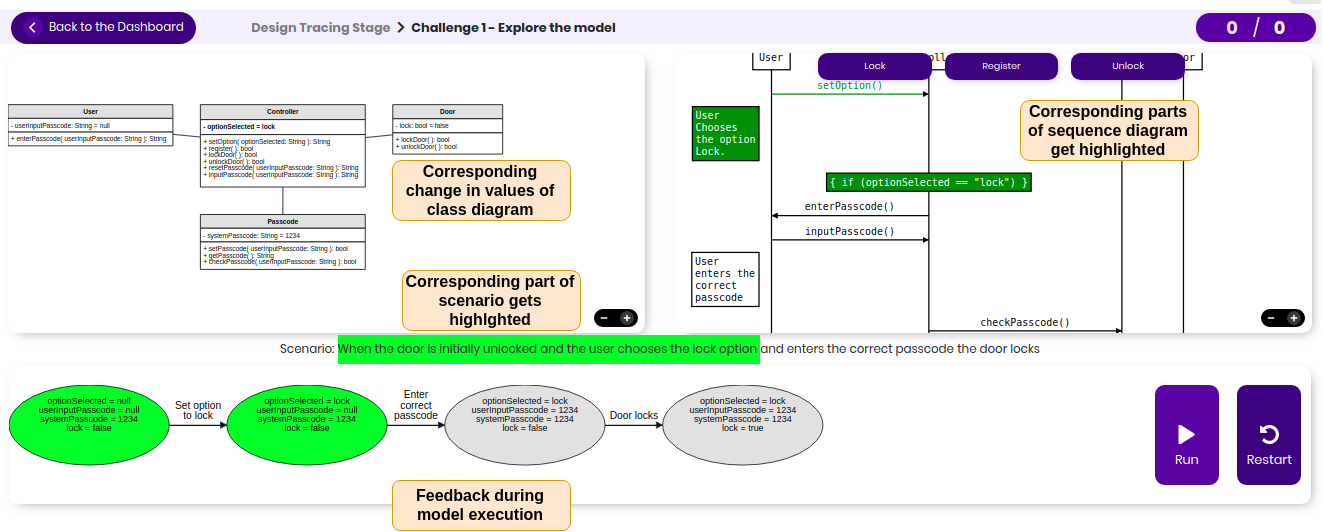 Back to the Dashboard
Design Tracing Stage > Challenge 1 - Explore the model
0 / 0
User
- userInputPasscode: String = null
+ enterPasscode( userInputPasscode: String ): String
Controller
- optionSelected = lock
+ setOption( optionSelected: String ): String
+ register( ): bool
+ lockDoor( ): bool
+ unlockDoor( ): bool
+ resetPasscode( userInputPasscode: String ): String
+ inputPasscode( userInputPasscode: String ): String
Door
- lock: bool = false
+ lockDoor( ): bool
+ unlockDoor( ): bool
Passcode
- systemPasscode: String = 1234
+ setPasscode( userInputPasscode: String ): bool
+ getPasscode( ): String
+ checkPasscode( userInputPasscode: String ): bool
Corresponding
change in values of
class diagram
Corresponding part of
scenario gets
highlghted
− +
User
Lock
Register
Unlock
setOption()
User
Chooses
the option
Lock.
Corresponding parts
of sequence diagram
get highlighted
{ if (optionSelected == "lock") }
enterPasscode()
inputPasscode()
User
enters the
correct
passcode
checkPasscode()
− +
Scenario: When the door is initially unlocked and the user chooses the lock option and enters the correct passcode the door locks
optionSelected = null
userInputPasscode = null
systemPasscode = 1234
lock = false
Set option
to lock
optionSelected = lock
userInputPasscode = null
systemPasscode = 1234
lock = false
Enter
correct
passcode
optionSelected = lock
userInputPasscode = 1234
systemPasscode = 1234
lock = false
Door locks
optionSelected = lock
userInputPasscode = 1234
systemPasscode = 1234
lock = true
Run
Restart
Feedback during
model execution